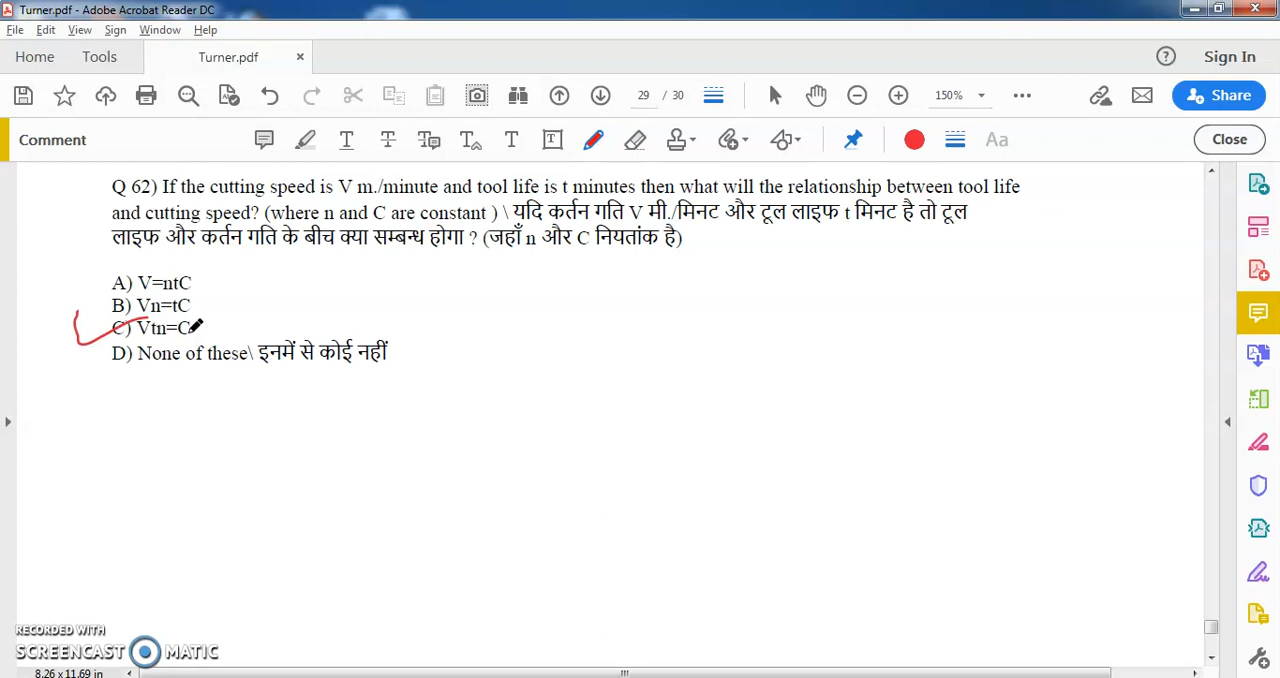 Turner.pdf - Adobe Acrobat Reader DC
File Edit View Sign Window Help
Home Tools Turner.pdf × Sign In
29 / 30 150% Share
Comment Aa Close
Q 62) If the cutting speed is V m./minute and tool life is t minutes then what will the relationship between tool life
and cutting speed? (where n and C are constant ) \ यदि कर्तन गति V मी./मिनट और टूल लाइफ t मिनट है तो टूल
लाइफ और कर्तन गति के बीच क्या सम्बन्ध होगा ? (जहाँ n और C नियतांक है)
A) V=ntC
B) Vn=tC
C) Vtn=C
D) None of these\ इनमें से कोई नहीं
RECORDED WITH
SCREENCAST MATIC
8.26 x 11.69 in